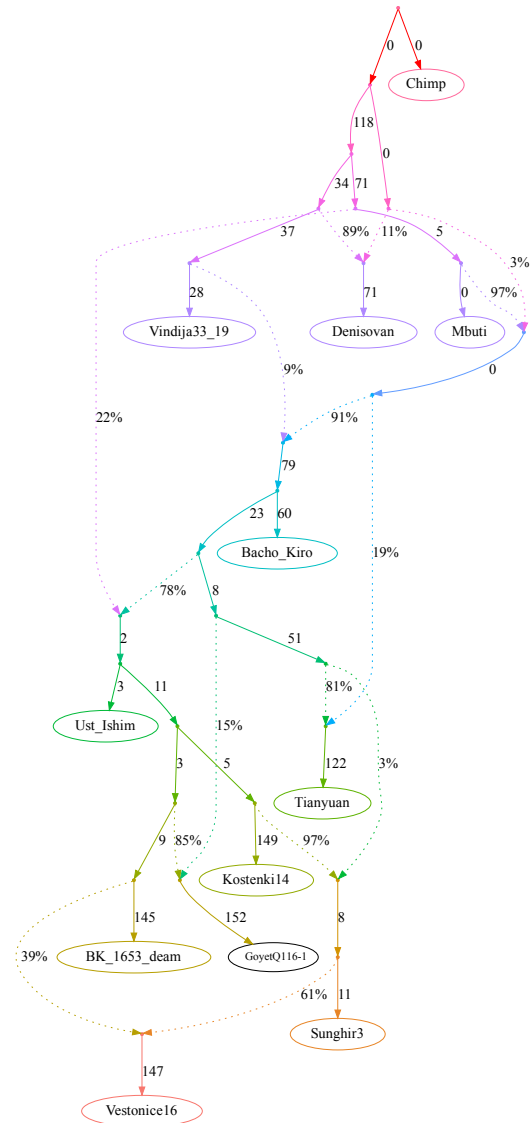 0 0
Chimp
118
0
34 71
37 89% 11% 5
3%
28 71 0 97%
Vindija33_19 Denisovan Mbuti
9% 0
22% 91%
79
23 60
Bacho_Kiro 19%
78% 8
2 51
3 11 81%
Ust_Ishim 15%
3 5 122 3%
Tianyuan
9 85% 149 97%
Kostenki14
145 152 8
39% BK_1653_deam GoyetQ116-1
61% 11
Sunghir3
147
Vestonice16